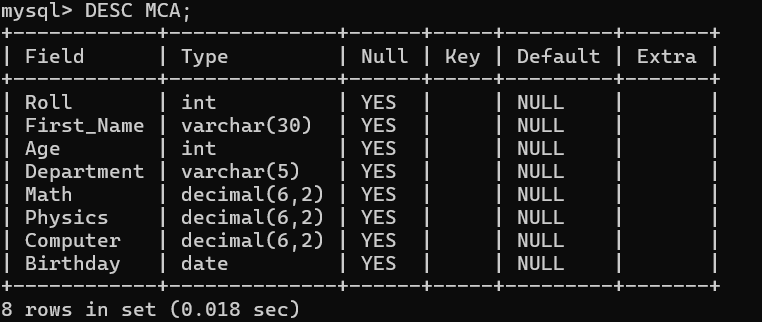 mysql> DESC MCA;
+------------+--------------+------+-----+---------+-------+
| Field      | Type         | Null | Key | Default | Extra |
+------------+--------------+------+-----+---------+-------+
| Roll       | int          | YES  |     | NULL    |       |
| First_Name | varchar(30)  | YES  |     | NULL    |       |
| Age        | int          | YES  |     | NULL    |       |
| Department | varchar(5)   | YES  |     | NULL    |       |
| Math       | decimal(6,2) | YES  |     | NULL    |       |
| Physics    | decimal(6,2) | YES  |     | NULL    |       |
| Computer   | decimal(6,2) | YES  |     | NULL    |       |
| Birthday   | date         | YES  |     | NULL    |       |
+------------+--------------+------+-----+---------+-------+
8 rows in set (0.018 sec)